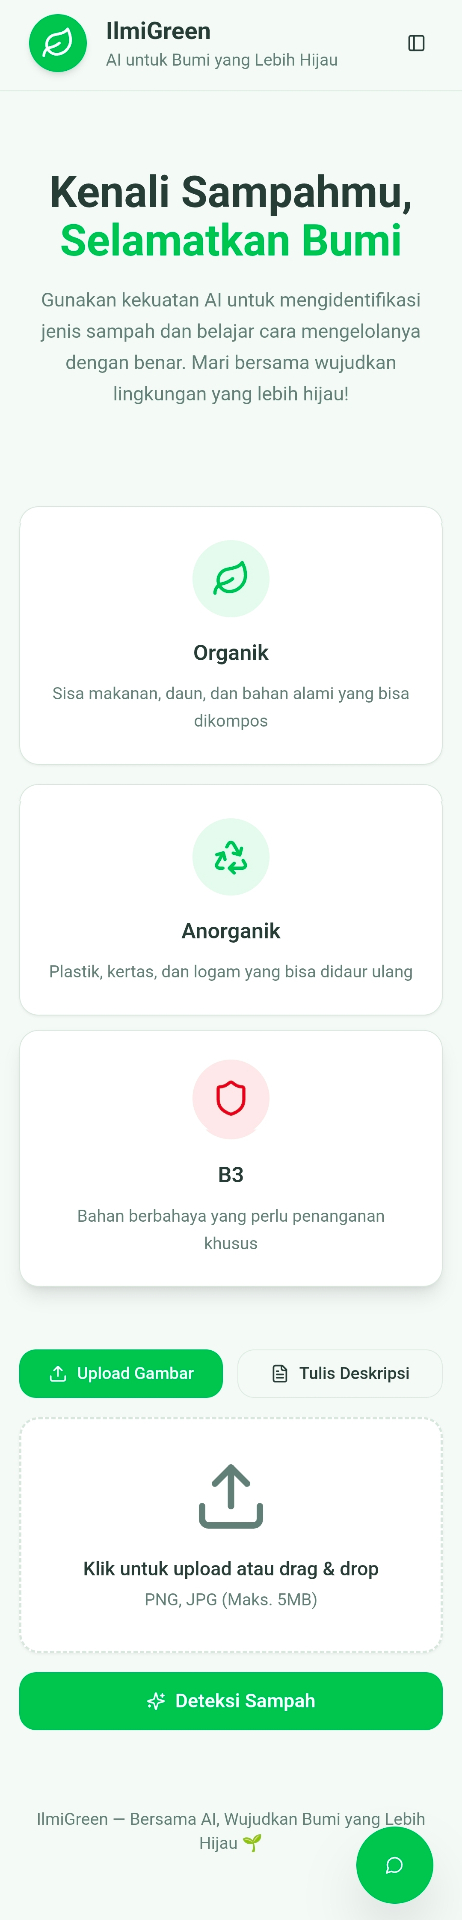 IlmiGreen
AI untuk Bumi yang Lebih Hijau
Kenali Sampahmu,
Selamatkan Bumi
Gunakan kekuatan AI untuk mengidentifikasi
jenis sampah dan belajar cara mengelolanya
dengan benar. Mari bersama wujudkan
lingkungan yang lebih hijau!
Organik
Sisa makanan, daun, dan bahan alami yang bisa
dikompos
Anorganik
Plastik, kertas, dan logam yang bisa didaur ulang
B3
Bahan berbahaya yang perlu penanganan
khusus
Upload Gambar
Tulis Deskripsi
Klik untuk upload atau drag & drop
PNG, JPG (Maks. 5MB)
Deteksi Sampah
IlmiGreen — Bersama AI, Wujudkan Bumi yang Lebih
Hijau 🌱